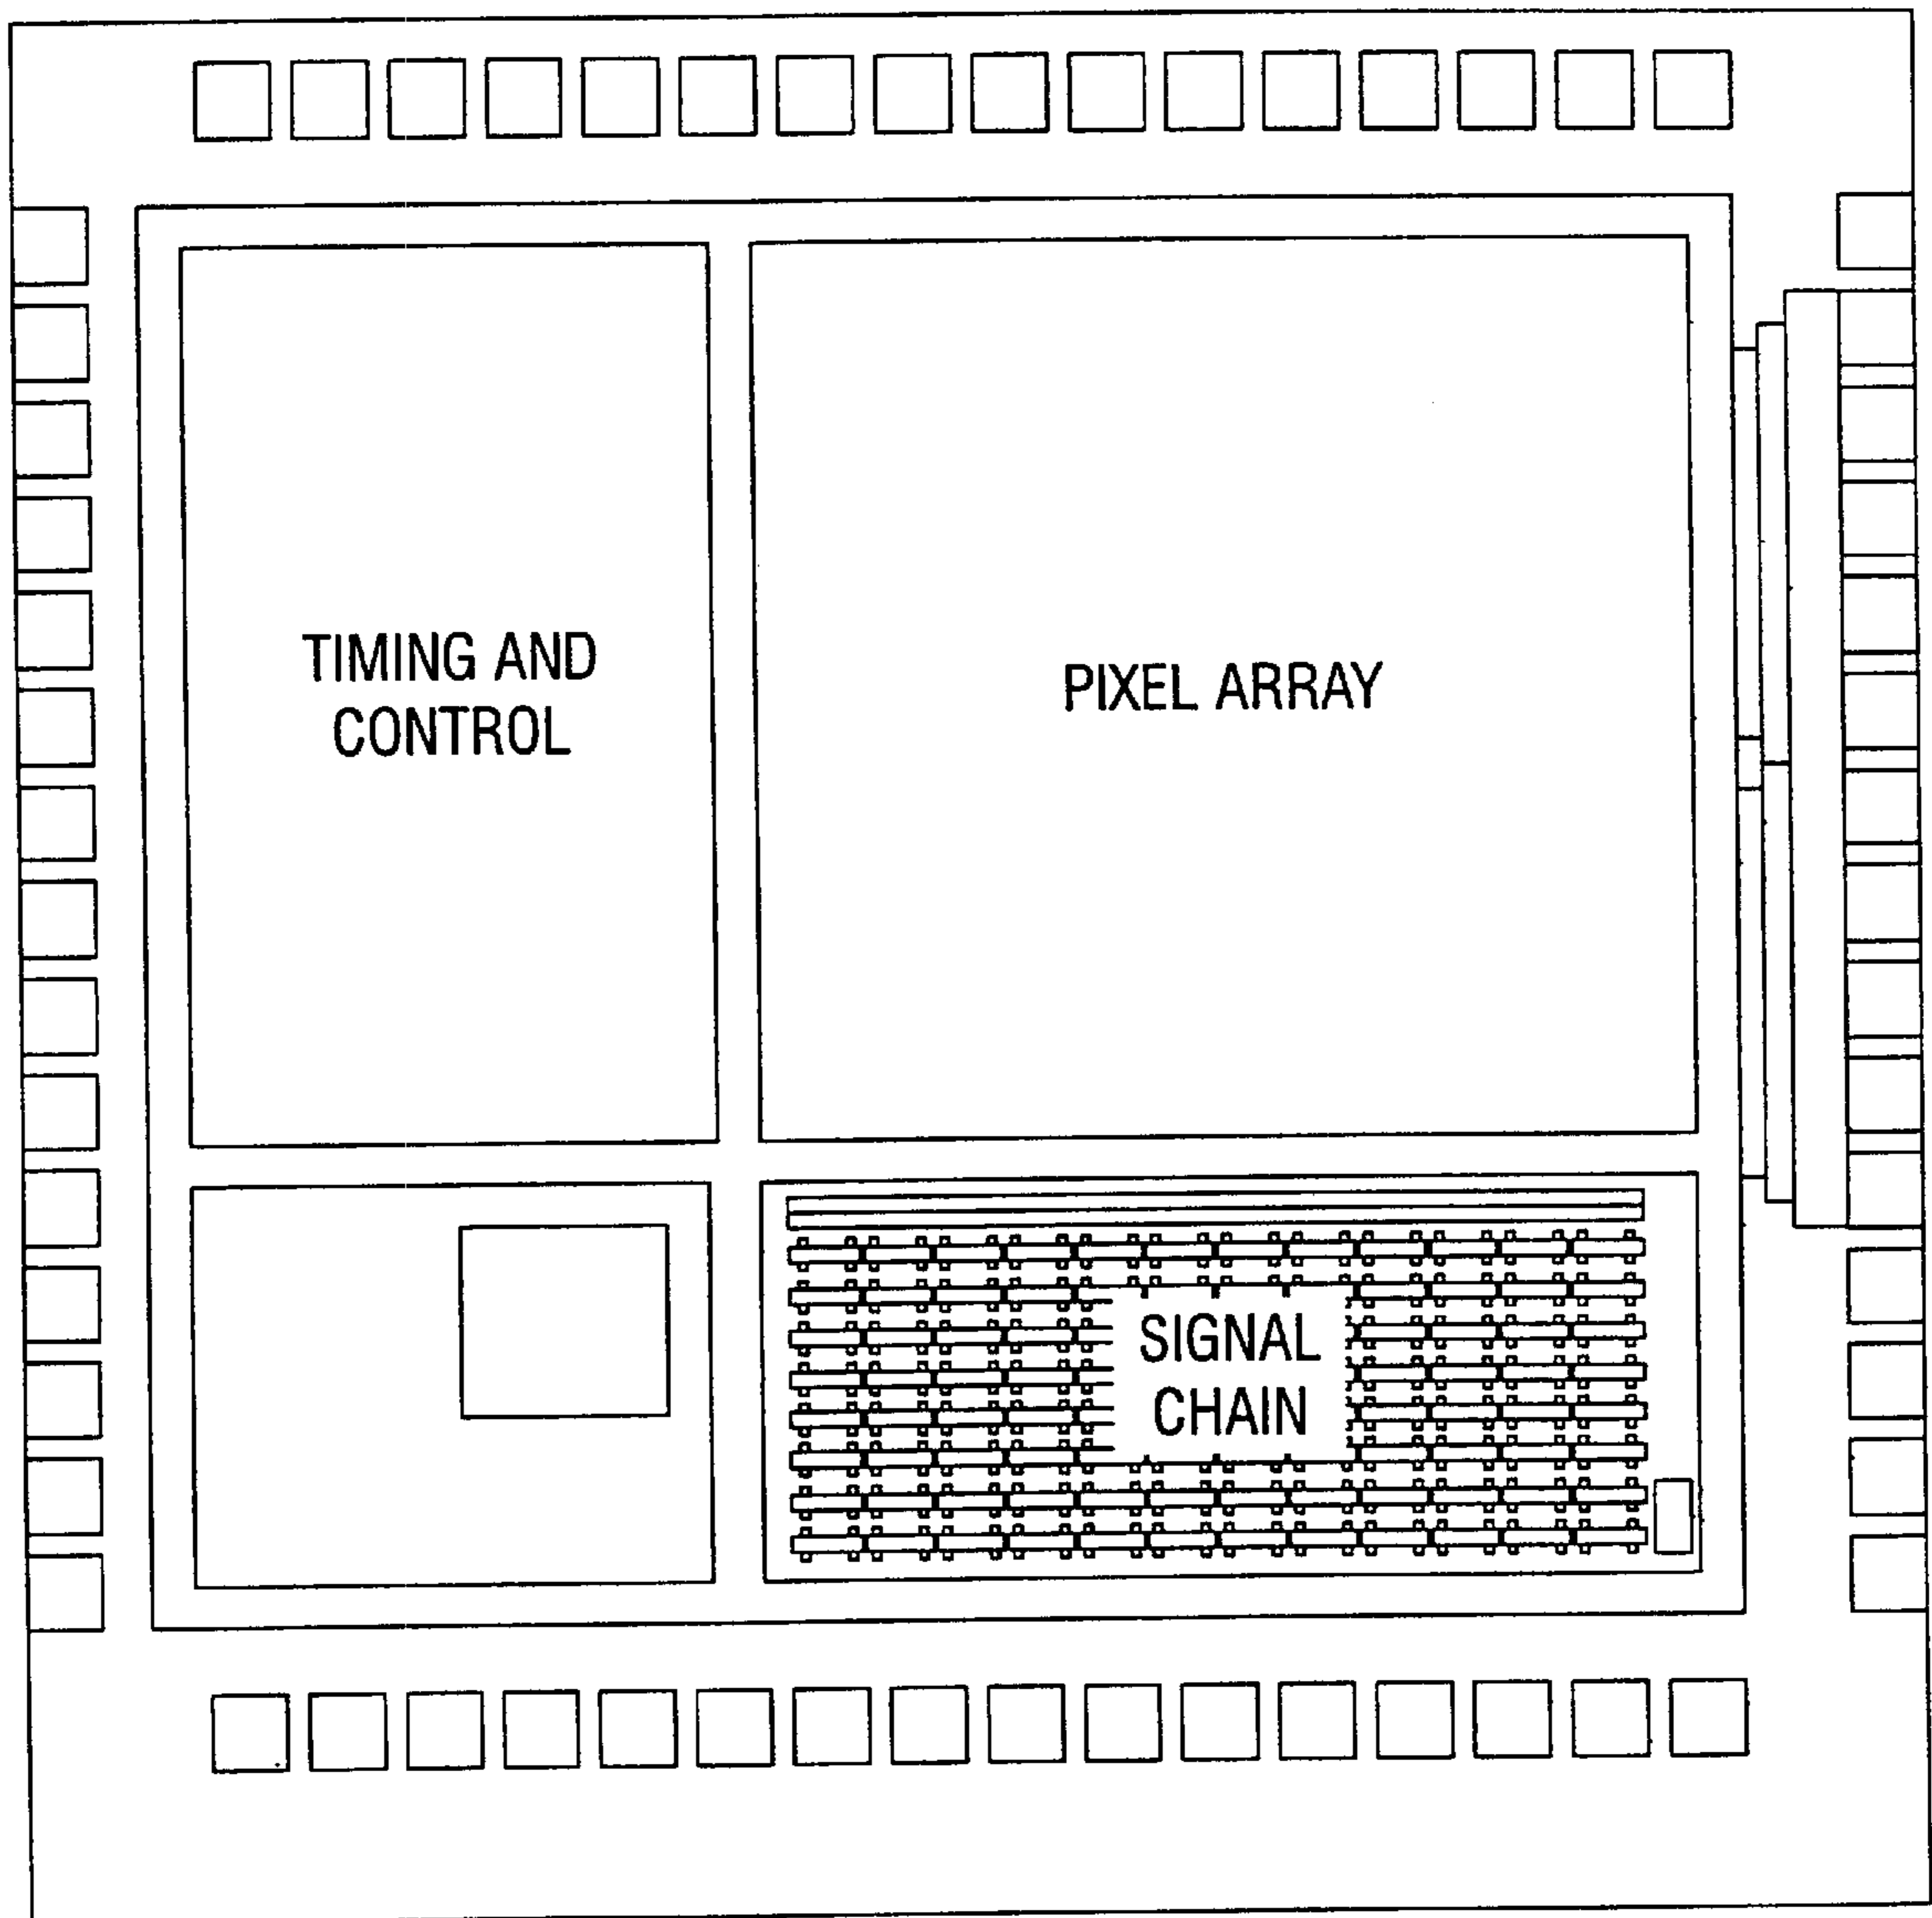 TIMING AND
CONTROL
PIXEL ARRAY
SIGNAL
CHAIN